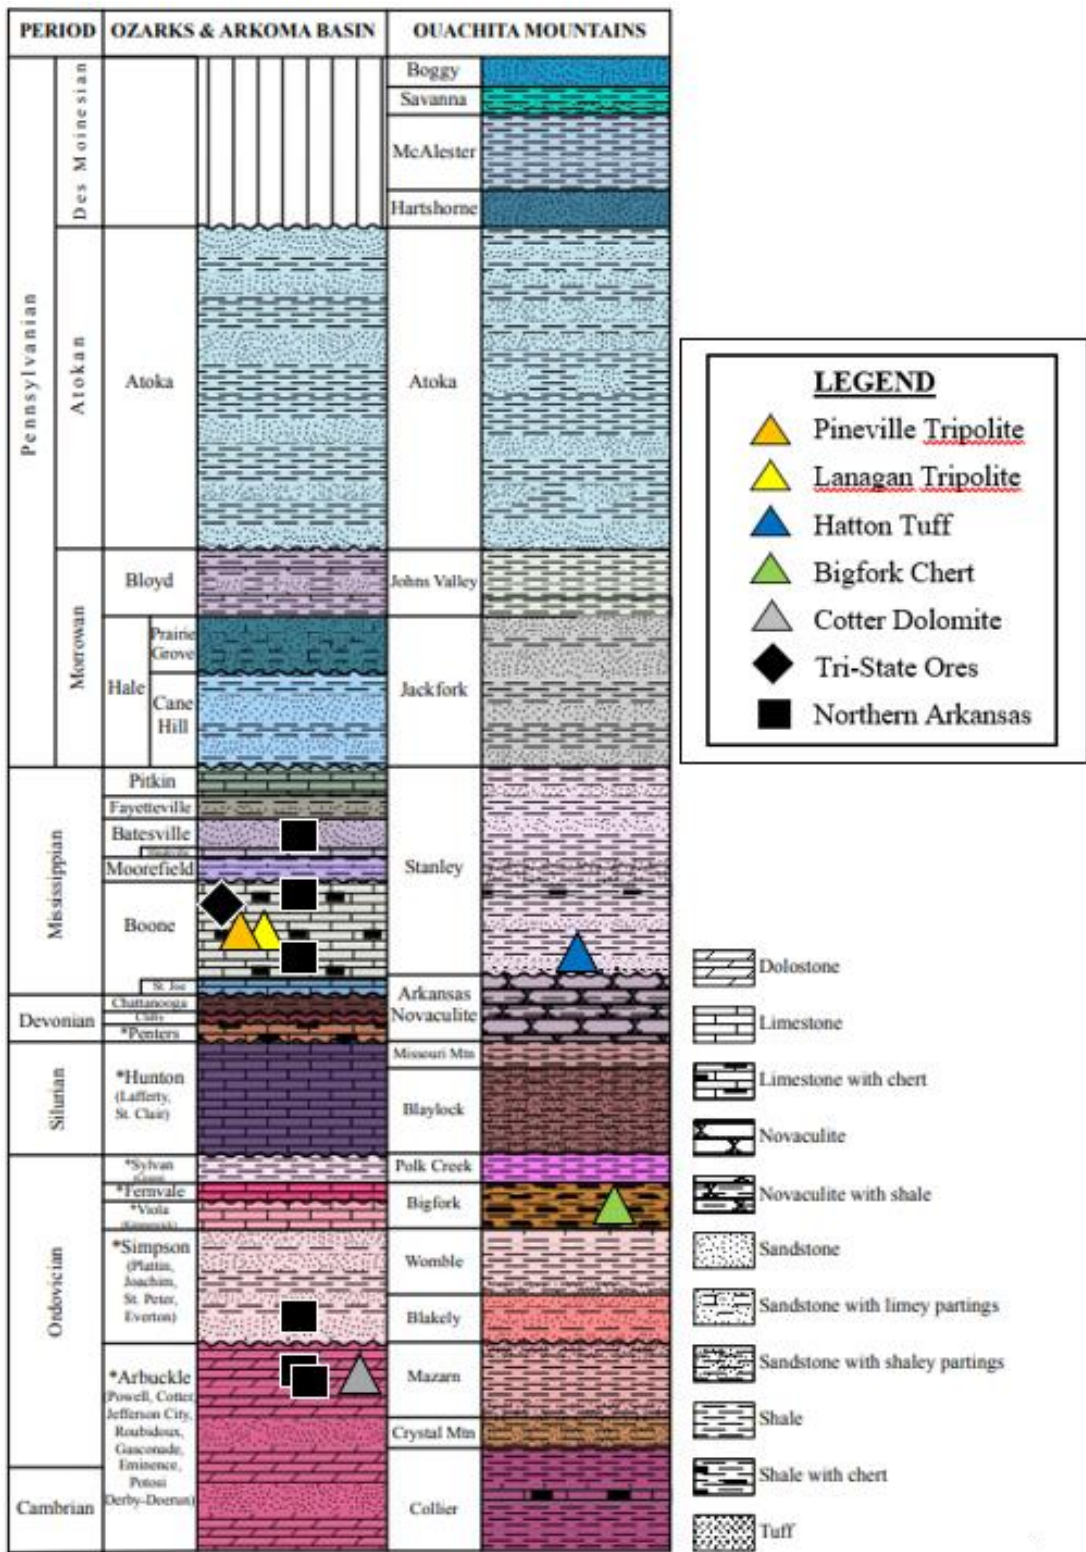 PERIOD
OZARKS & ARKOMA BASIN
OUACHITA MOUNTAINS
Pennsylvanian
Des Moinesian
Atokan
Morrowan
Mississippian
Devonian
Silurian
Ordovician
Cambrian
Atoka
Bloyd
Hale
Prairie
Grove
Cane
Hill
Pitkin
Fayetteville
Batesville
Moorefield
Boone
St. Joe
Chattanooga
Clifty
*Penters
*Hunton
(Lafferty,
St. Clair)
*Sylvan
*Fernvale
*Viola
*Simpson
(Plattin,
Joachim,
St. Peter,
Everton)
*Arbuckle
(Powell, Cotter,
Jefferson City,
Roubidoux,
Gasconade,
Eminence,
Potosi
Derby-Doerun)
Boggy
Savanna
McAlester
Hartshorne
Atoka
Johns Valley
Jackfork
Stanley
Arkansas
Novaculite
Missouri Mtn
Blaylock
Polk Creek
Bigfork
Womble
Blakely
Mazarn
Crystal Mtn
Collier
LEGEND
Pineville Tripolite
Lanagan Tripolite
Hatton Tuff
Bigfork Chert
Cotter Dolomite
Tri-State Ores
Northern Arkansas
Dolostone
Limestone
Limestone with chert
Novaculite
Novaculite with shale
Sandstone
Sandstone with limey partings
Sandstone with shaley partings
Shale
Shale with chert
Tuff